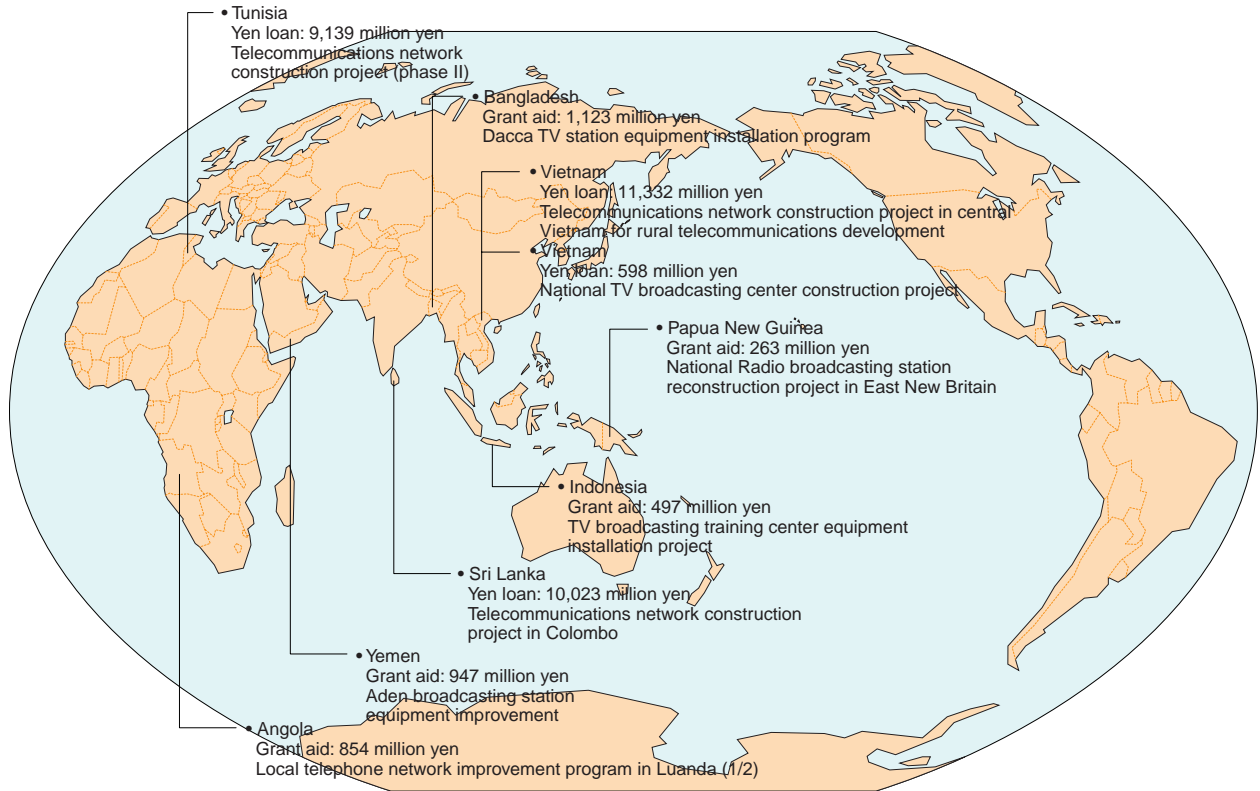 • Tunisia
Yen loan: 9,139 million yen
Telecommunications network
construction project (phase II)
• Bangladesh
Grant aid: 1,123 million yen
Dacca TV station equipment installation program
• Vietnam
Yen loan: 11,332 million yen
Telecommunications network construction project in central
Vietnam for rural telecommunications development
• Vietnam
Yen loan: 598 million yen
National TV broadcasting center construction project
• Papua New Guinea
Grant aid: 263 million yen
National Radio broadcasting station
reconstruction project in East New Britain
• Indonesia
Grant aid: 497 million yen
TV broadcasting training center equipment
installation project
• Sri Lanka
Yen loan: 10,023 million yen
Telecommunications network construction
project in Colombo
• Yemen
Grant aid: 947 million yen
Aden broadcasting station
equipment improvement
• Angola
Grant aid: 854 million yen
Local telephone network improvement program in Luanda (1/2)